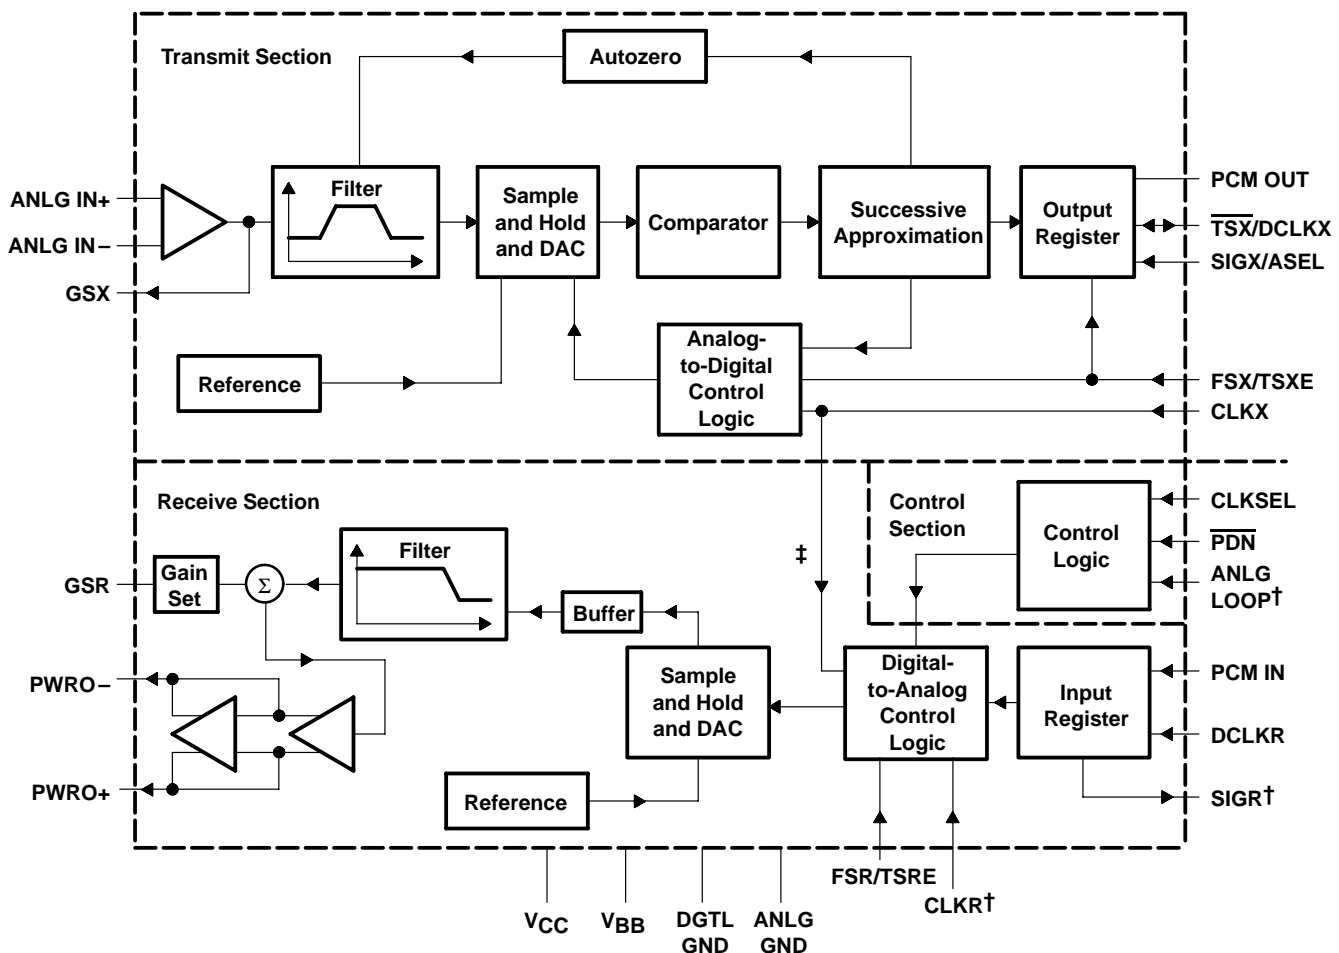 Transmit Section
Autozero
ANLG IN+
ANLG IN−
GSX
Filter
Sample
and Hold
and DAC
Comparator
Successive
Approximation
Output
Register
PCM OUT
TSX/DCLKX
SIGX/ASEL
Reference
Analog-
to-Digital
Control
Logic
FSX/TSXE
CLKX
Receive Section
Control
Section
Control
Logic
CLKSEL
PDN
ANLG
LOOP†
‡
GSR
Gain
Set
Σ
Filter
Buffer
PWRO−
PWRO+
Sample
and Hold
and DAC
Reference
Digital-
to-Analog
Control
Logic
Input
Register
PCM IN
DCLKR
SIGR†
VCC
VBB
DGTL
GND
ANLG
GND
FSR/TSRE
CLKR†